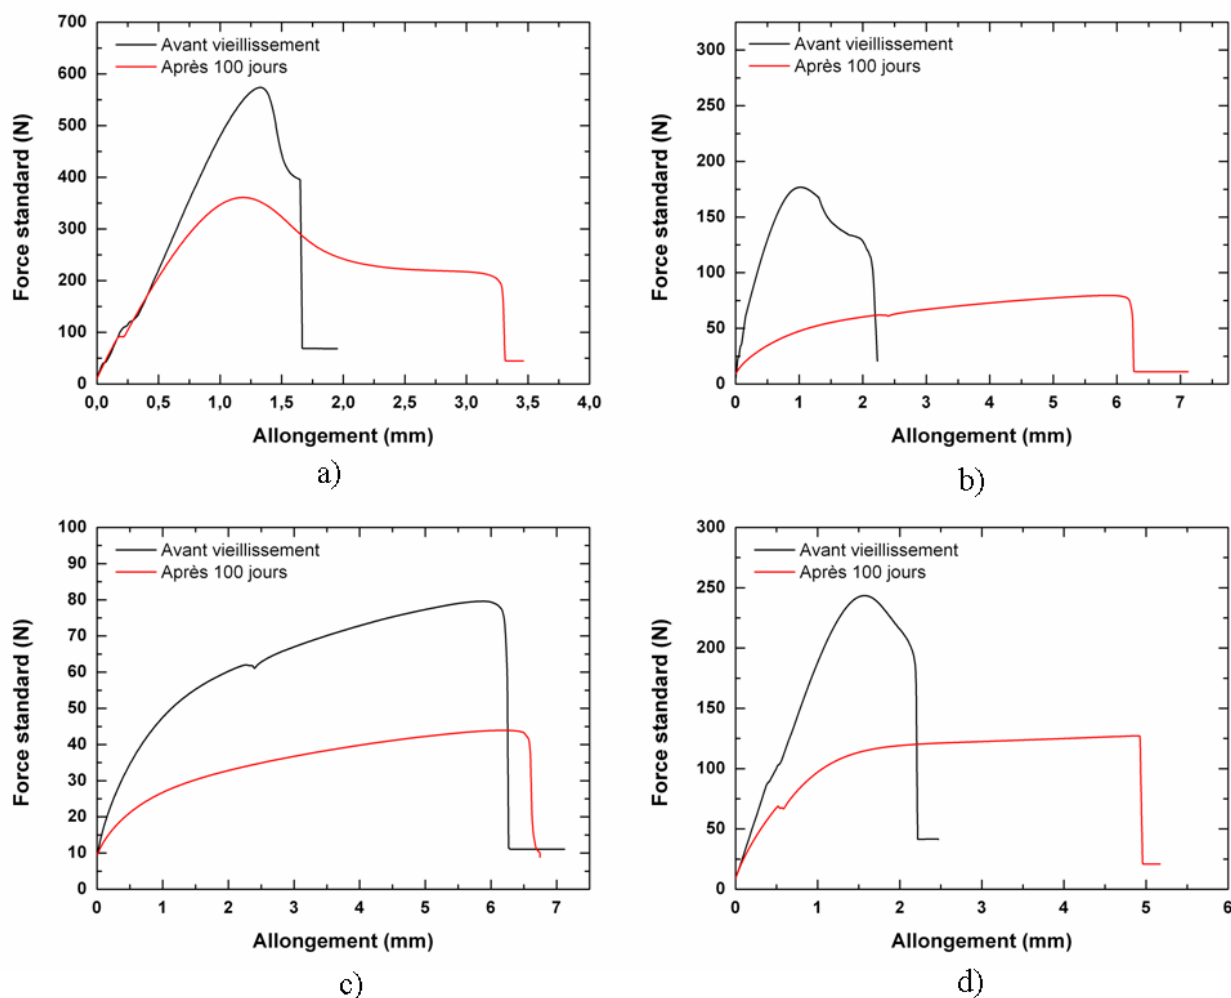 700
600
500
400
300
200
100
0
Force standard (N)
Avant vieillissement
Après 100 jours
0,0 0,5 1,0 1,5 2,0 2,5 3,0 3,5 4,0
Allongement (mm)
a)
300
250
200
150
100
50
0
Force standard (N)
Avant vieillissement
Après 100 jours
0 1 2 3 4 5 6 7
Allongement (mm)
b)
100
90
80
70
60
50
40
30
20
10
0
Force standard (N)
Avant vieillissement
Après 100 jours
0 1 2 3 4 5 6 7
Allongement (mm)
c)
300
250
200
150
100
50
0
Force standard (N)
Avant vieillissement
Après 100 jours
0 1 2 3 4 5 6
Allongement (mm)
d)